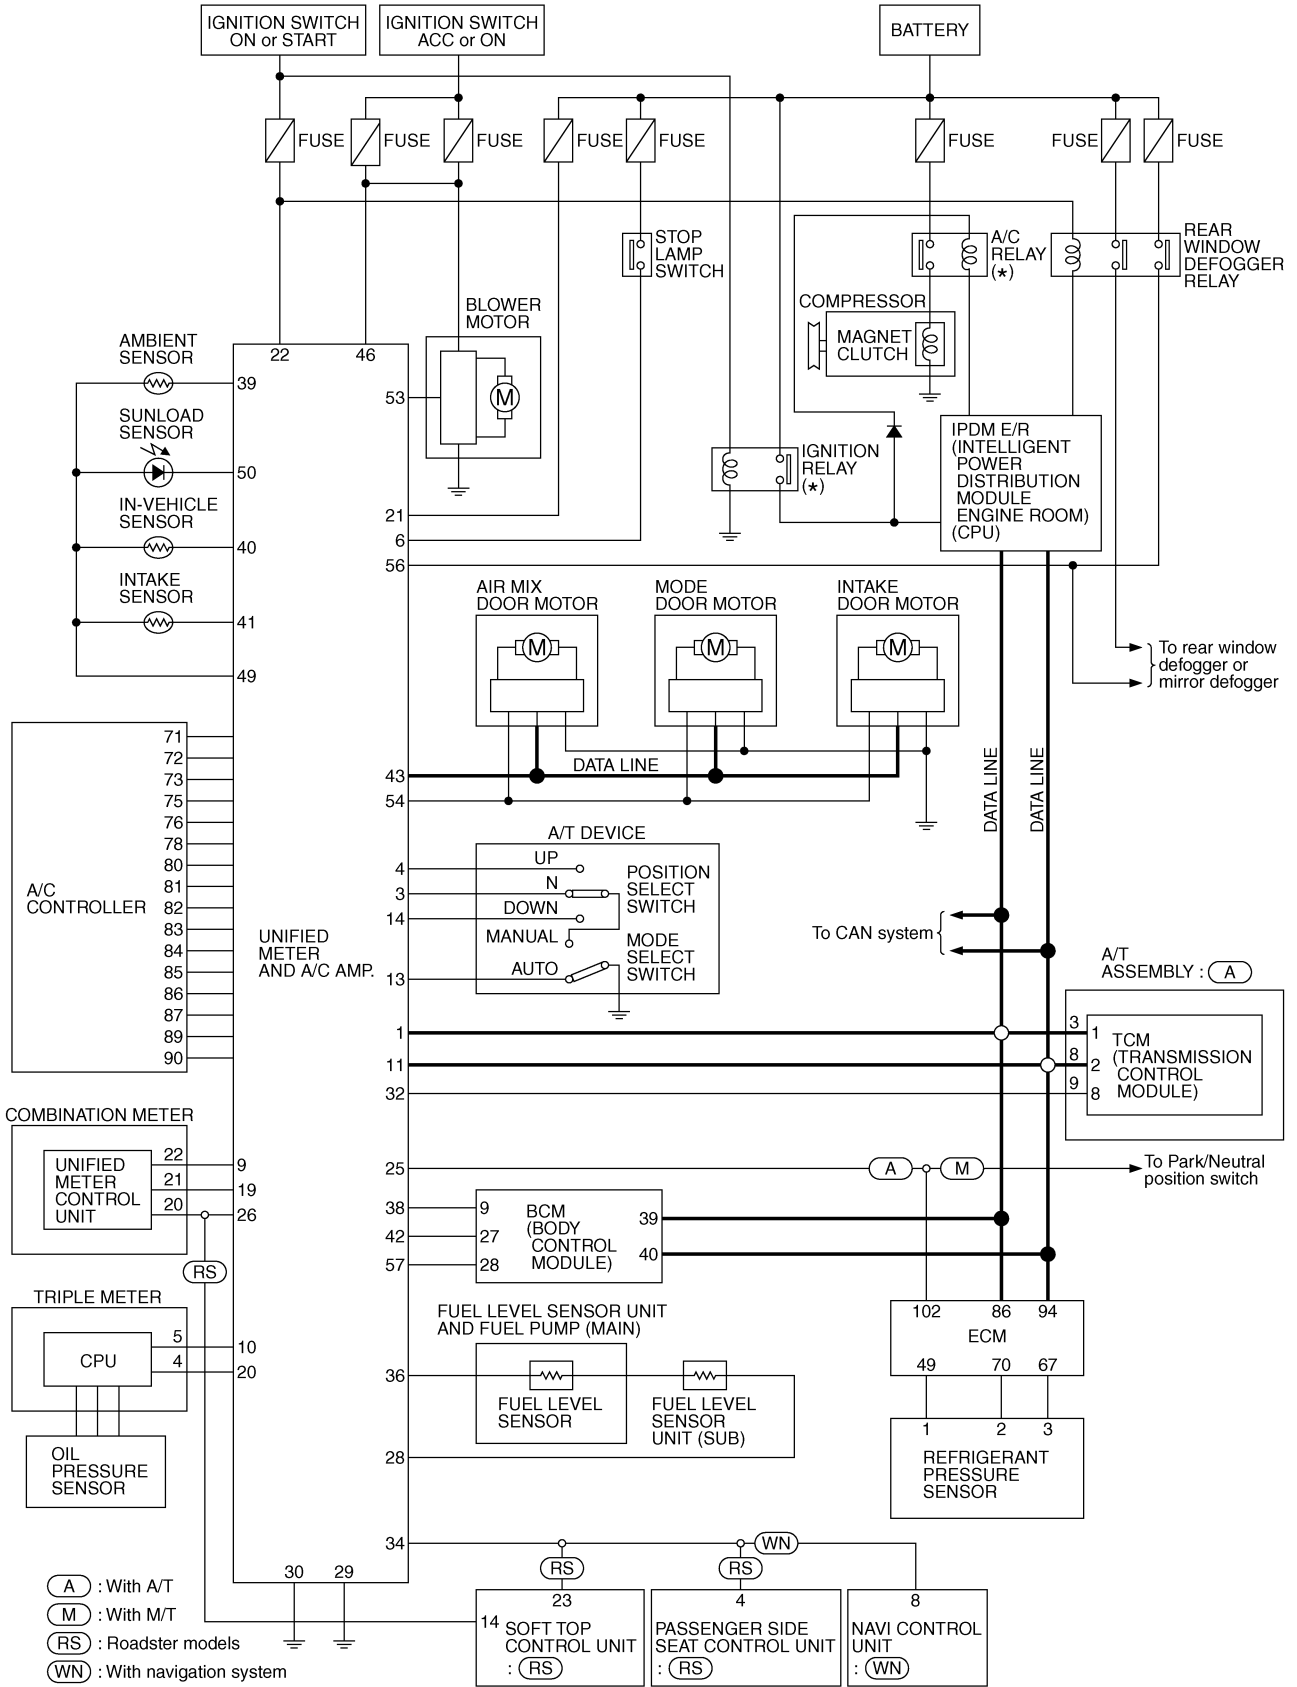 IGNITION SWITCH
ON or START
IGNITION SWITCH
ACC or ON
BATTERY
FUSE
FUSE
FUSE
FUSE
FUSE
FUSE
FUSE
FUSE
STOP
LAMP
SWITCH
A/C
RELAY
(*)
REAR
WINDOW
DEFOGGER
RELAY
BLOWER
MOTOR
M
COMPRESSOR
MAGNET
CLUTCH
AMBIENT
SENSOR
SUNLOAD
SENSOR
IN-VEHICLE
SENSOR
INTAKE
SENSOR
22
46
39
50
40
41
49
53
21
6
56
IGNITION
RELAY
(*)
IPDM E/R
(INTELLIGENT
POWER
DISTRIBUTION
MODULE
ENGINE ROOM)
(CPU)
AIR MIX
DOOR MOTOR
M
MODE
DOOR MOTOR
M
INTAKE
DOOR MOTOR
M
To rear window
defogger or
mirror defogger
43
DATA LINE
54
DATA LINE
DATA LINE
A/C
CONTROLLER
71
72
73
75
76
78
80
81
82
83
84
85
86
87
89
90
UNIFIED
METER
AND A/C AMP.
A/T DEVICE
4
UP
3
N
14
DOWN
MANUAL
13
AUTO
POSITION
SELECT
SWITCH
MODE
SELECT
SWITCH
To CAN system
A/T
ASSEMBLY : A
1
3
1
11
8
2
32
9
8
TCM
(TRANSMISSION
CONTROL
MODULE)
COMBINATION METER
UNIFIED
METER
CONTROL
UNIT
22
9
21
19
20
26
RS
25
A
M
To Park/Neutral
position switch
38
9
42
27
57
28
BCM
(BODY
CONTROL
MODULE)
39
40
TRIPLE METER
CPU
5
10
4
20
OIL
PRESSURE
SENSOR
FUEL LEVEL SENSOR UNIT
AND FUEL PUMP (MAIN)
36
FUEL LEVEL
SENSOR
FUEL LEVEL
SENSOR
UNIT (SUB)
28
102
86
94
ECM
49
70
67
1
2
3
REFRIGERANT
PRESSURE
SENSOR
34
WN
RS
RS
30
29
23
14
SOFT TOP
CONTROL UNIT
: RS
4
PASSENGER SIDE
SEAT CONTROL UNIT
: RS
8
NAVI CONTROL
UNIT
: WN
A : With A/T
M : With M/T
RS : Roadster models
WN : With navigation system